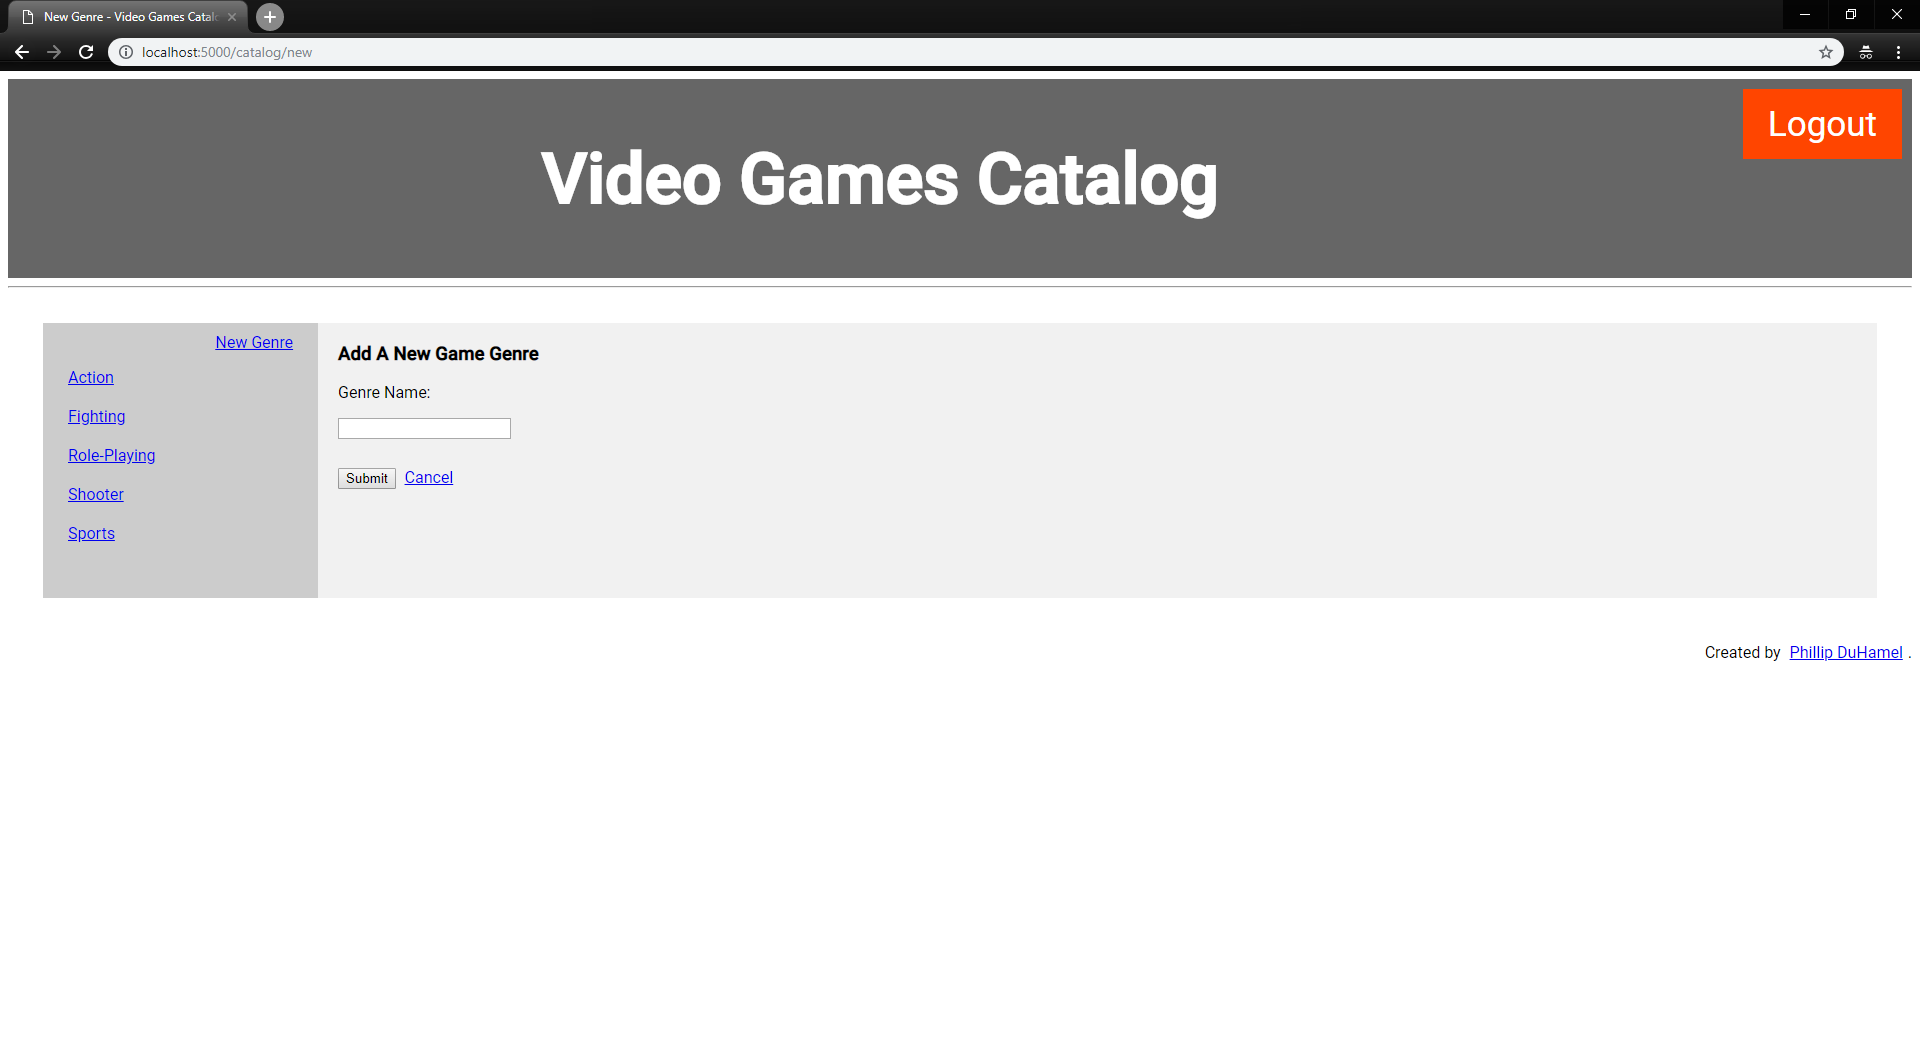 New Genre - Video Games Catal
localhost:5000/catalog/new
Logout
Video Games Catalog
New Genre
Action
Fighting
Role-Playing
Shooter
Sports
Add A New Game Genre
Genre Name:
Submit Cancel
Created by Phillip DuHamel .